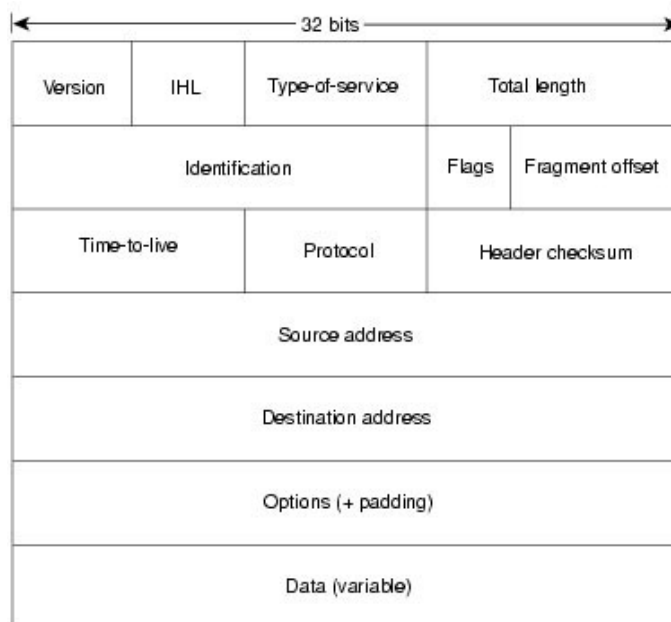 32 bits
Version IHL Type-of-service Total length
Identification Flags Fragment offset
Time-to-live Protocol Header checksum
Source address
Destination address
Options (+ padding)
Data (variable)